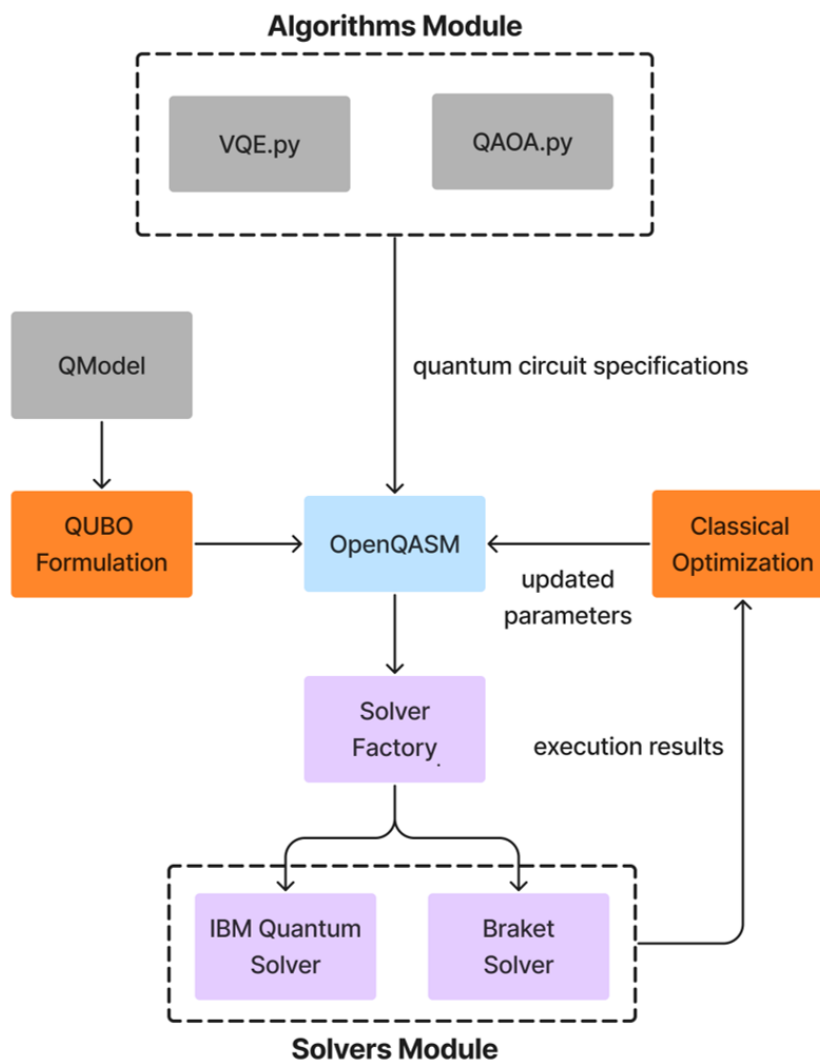 Algorithms Module
VQE.py
QAOA.py
QModel
quantum circuit specifications
QUBO
Formulation
OpenQASM
Classical
Optimization
updated
parameters
Solver
Factory.
execution results
IBM Quantum
Solver
Braket
Solver
Solvers Module